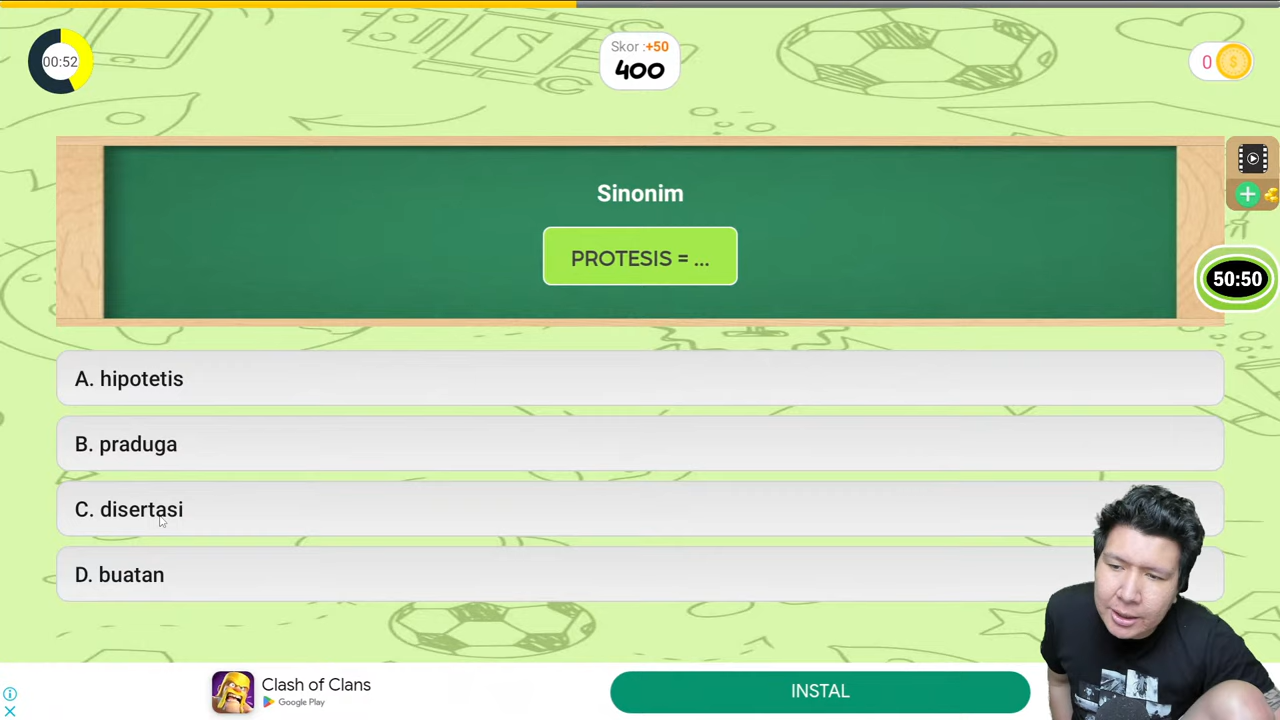 00:52
Skor :+50
400
0
Sinonim
PROTESIS = ...
50:50
A. hipotetis
B. praduga
C. disertasi
D. buatan
Clash of Clans
Google Play
INSTAL